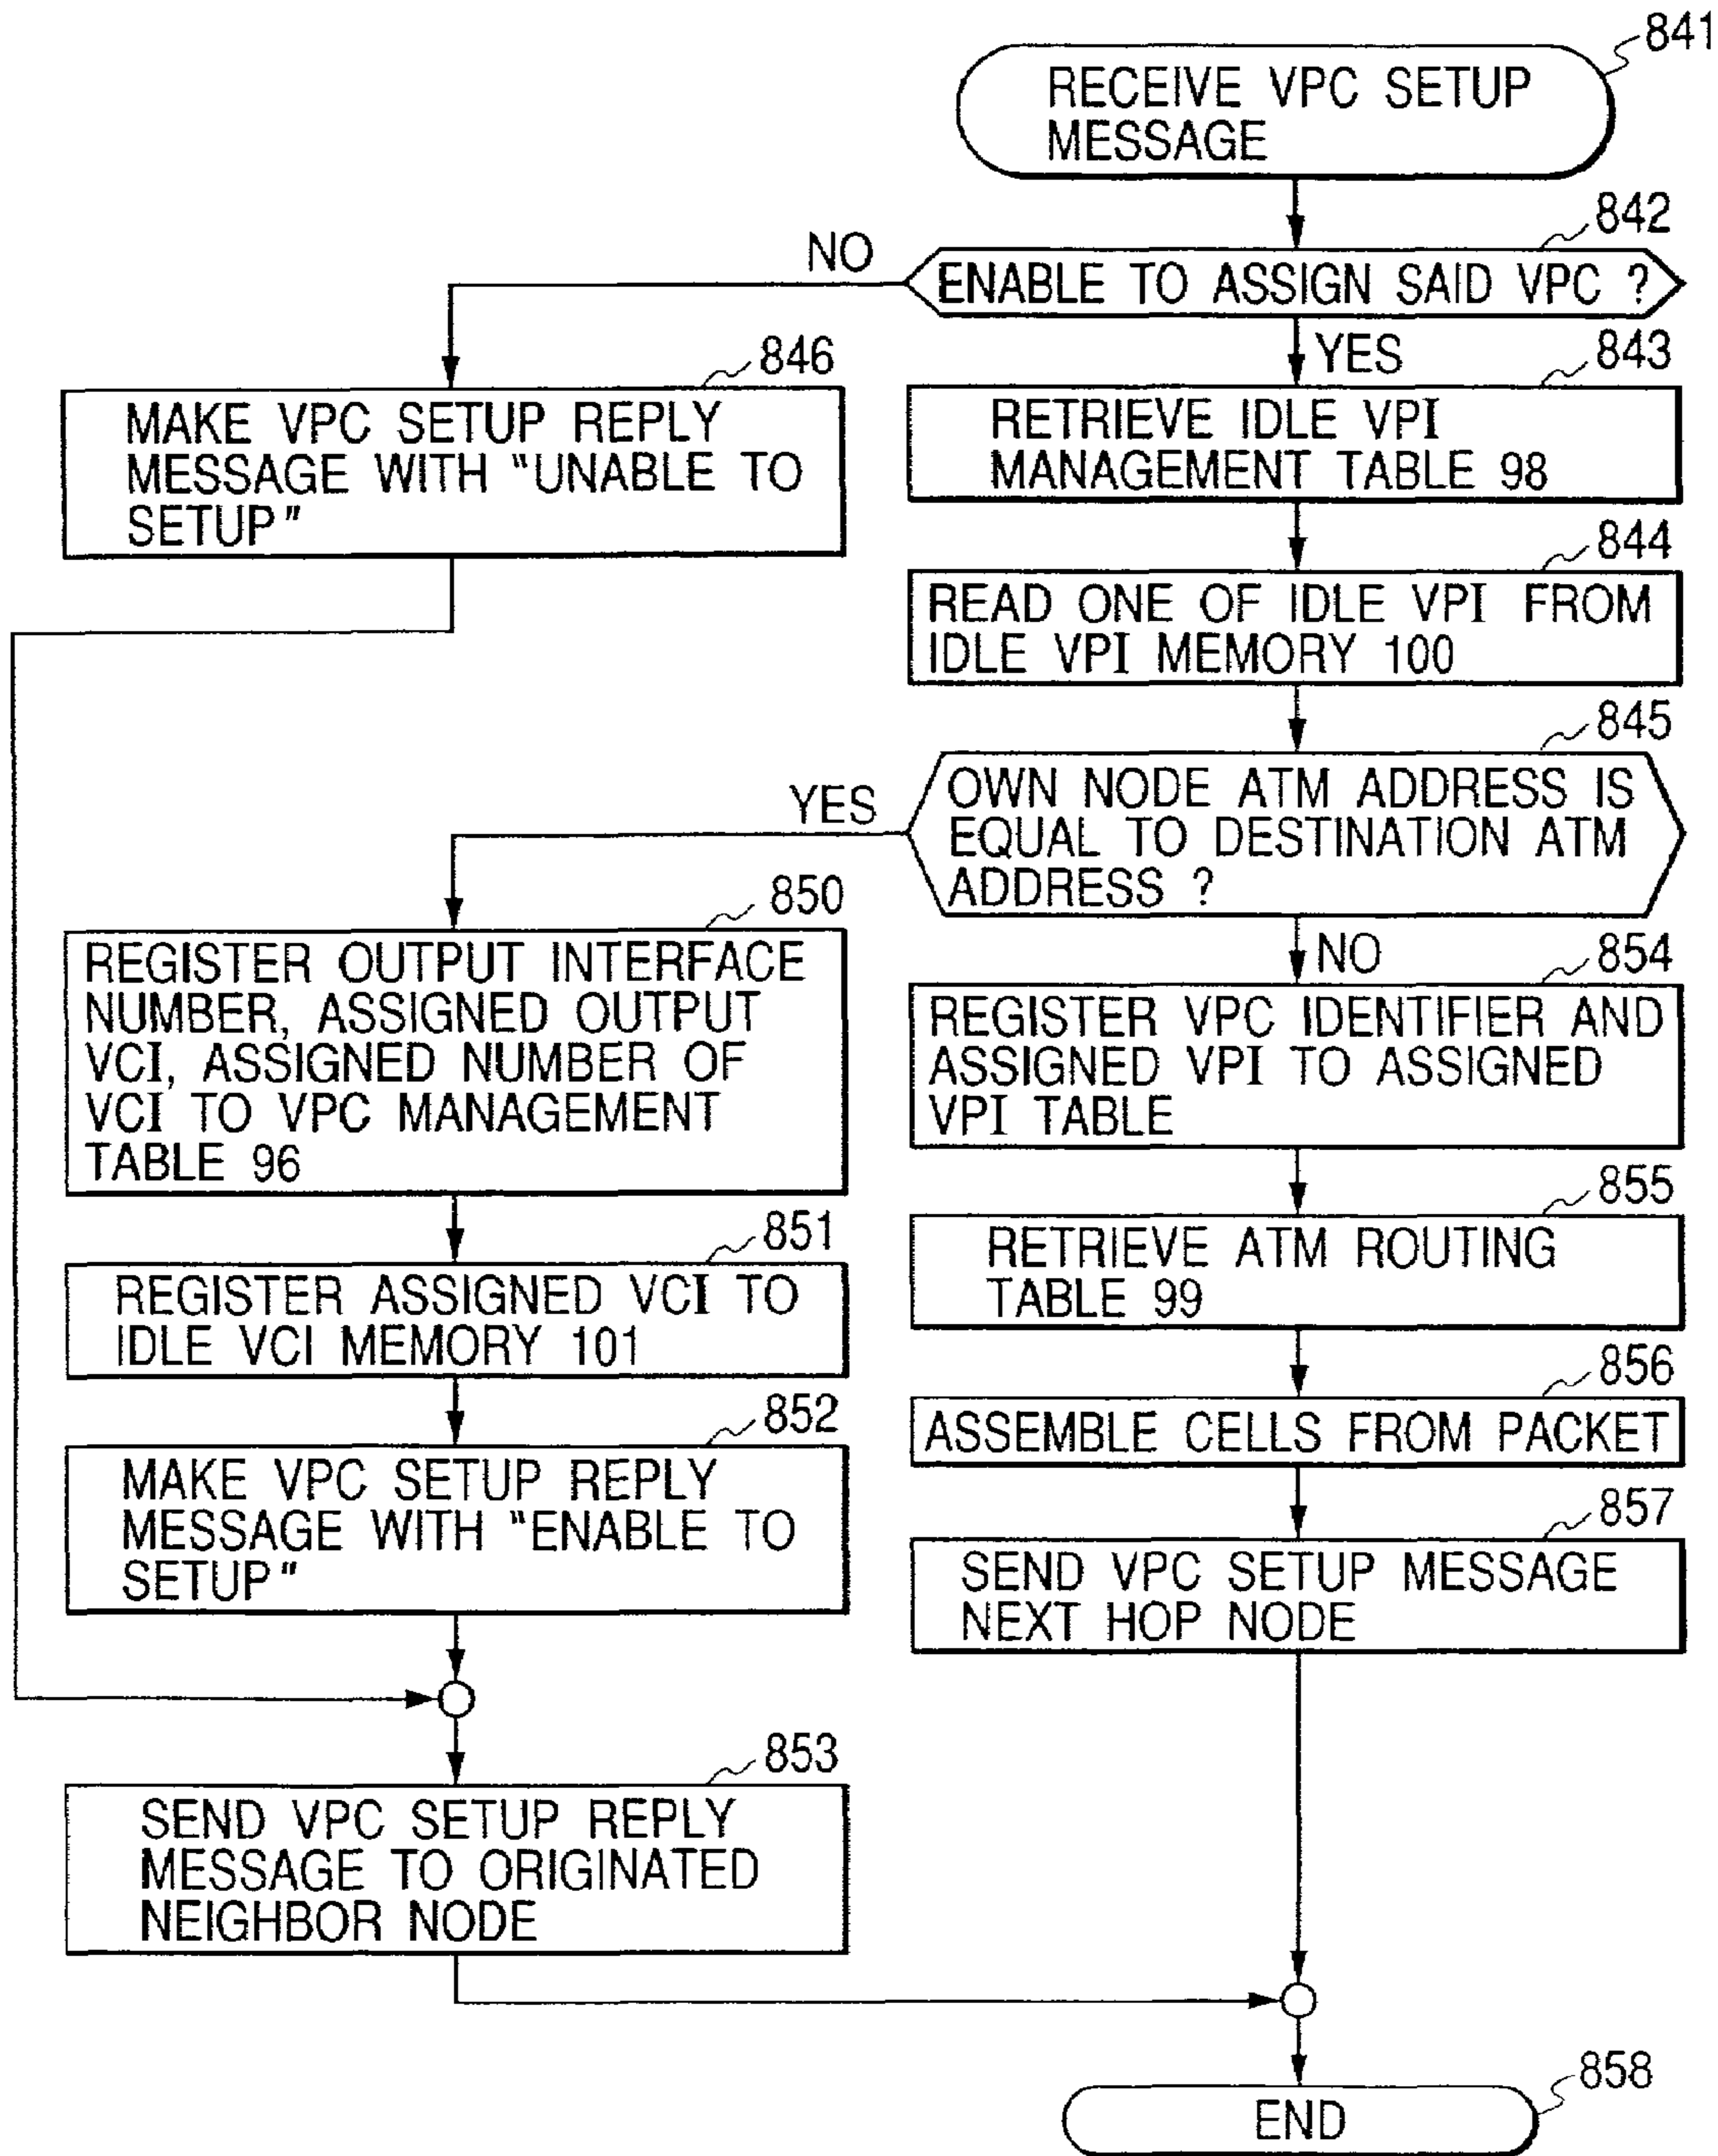 841
RECEIVE VPC SETUP
MESSAGE
842
NO
ENABLE TO ASSIGN SAID VPC ?
YES
843
846
MAKE VPC SETUP REPLY
MESSAGE WITH "UNABLE TO
SETUP"
RETRIEVE IDLE VPI
MANAGEMENT TABLE 98
844
READ ONE OF IDLE VPI FROM
IDLE VPI MEMORY 100
845
YES
OWN NODE ATM ADDRESS IS
EQUAL TO DESTINATION ATM
ADDRESS ?
850
REGISTER OUTPUT INTERFACE
NUMBER, ASSIGNED OUTPUT
VCI, ASSIGNED NUMBER OF
VCI TO VPC MANAGEMENT
TABLE 96
NO
854
REGISTER VPC IDENTIFIER AND
ASSIGNED VPI TO ASSIGNED
VPI TABLE
851
REGISTER ASSIGNED VCI TO
IDLE VCI MEMORY 101
855
RETRIEVE ATM ROUTING
TABLE 99
852
MAKE VPC SETUP REPLY
MESSAGE WITH "ENABLE TO
SETUP"
856
ASSEMBLE CELLS FROM PACKET
857
SEND VPC SETUP MESSAGE
NEXT HOP NODE
853
SEND VPC SETUP REPLY
MESSAGE TO ORIGINATED
NEIGHBOR NODE
858
END